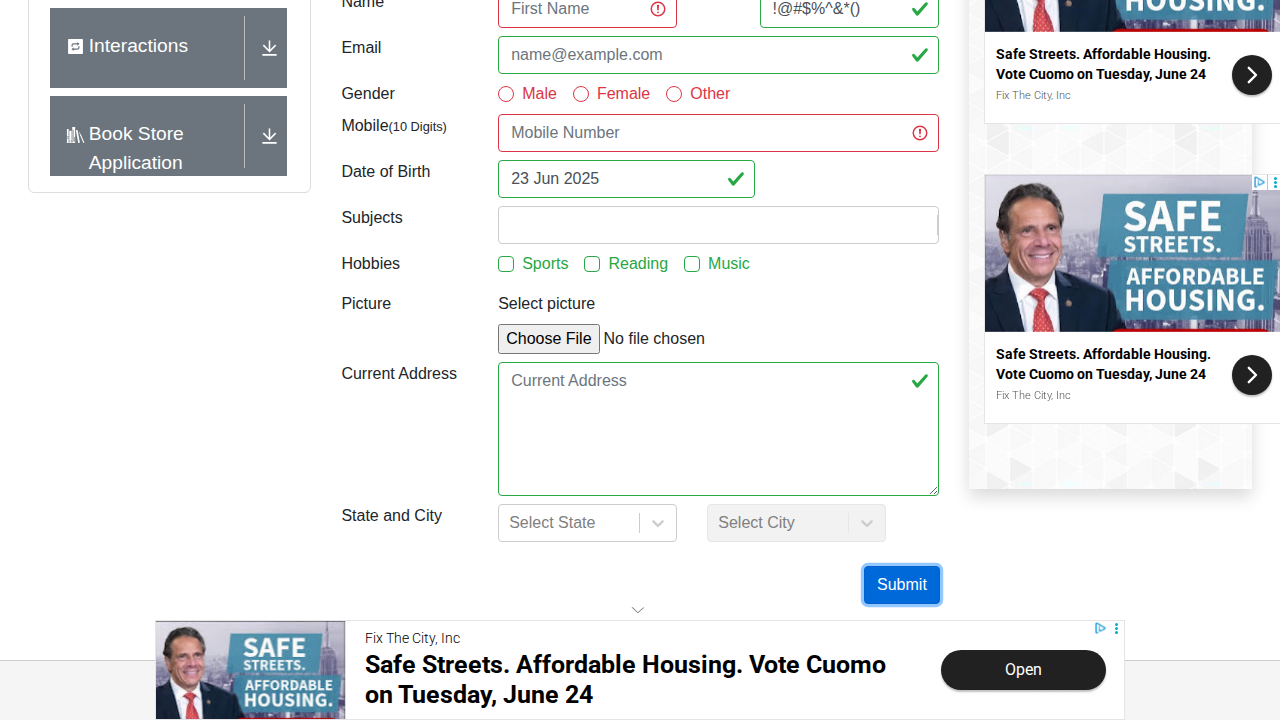 Name
First Name
!@#$%^&*()
Interactions
Email
name@example.com
Gender
Male
Female
Other
Book Store
Application
Mobile(10 Digits)
Mobile Number
Date of Birth
23 Jun 2025
Subjects
Hobbies
Sports
Reading
Music
Picture
Select picture
Choose File No file chosen
Current Address
Current Address
State and City
Select State
Select City
Submit
HOUSING.
Safe Streets. Affordable Housing.
Vote Cuomo on Tuesday, June 24
Fix The City, Inc
SAFE
STREETS.
AFFORDABLE
HOUSING.
Safe Streets. Affordable Housing.
Vote Cuomo on Tuesday, June 24
Fix The City, Inc
SAFE
STREETS.
AFFORDABLE
HOUSING.
Fix The City, Inc
Safe Streets. Affordable Housing. Vote Cuomo
on Tuesday, June 24
Open